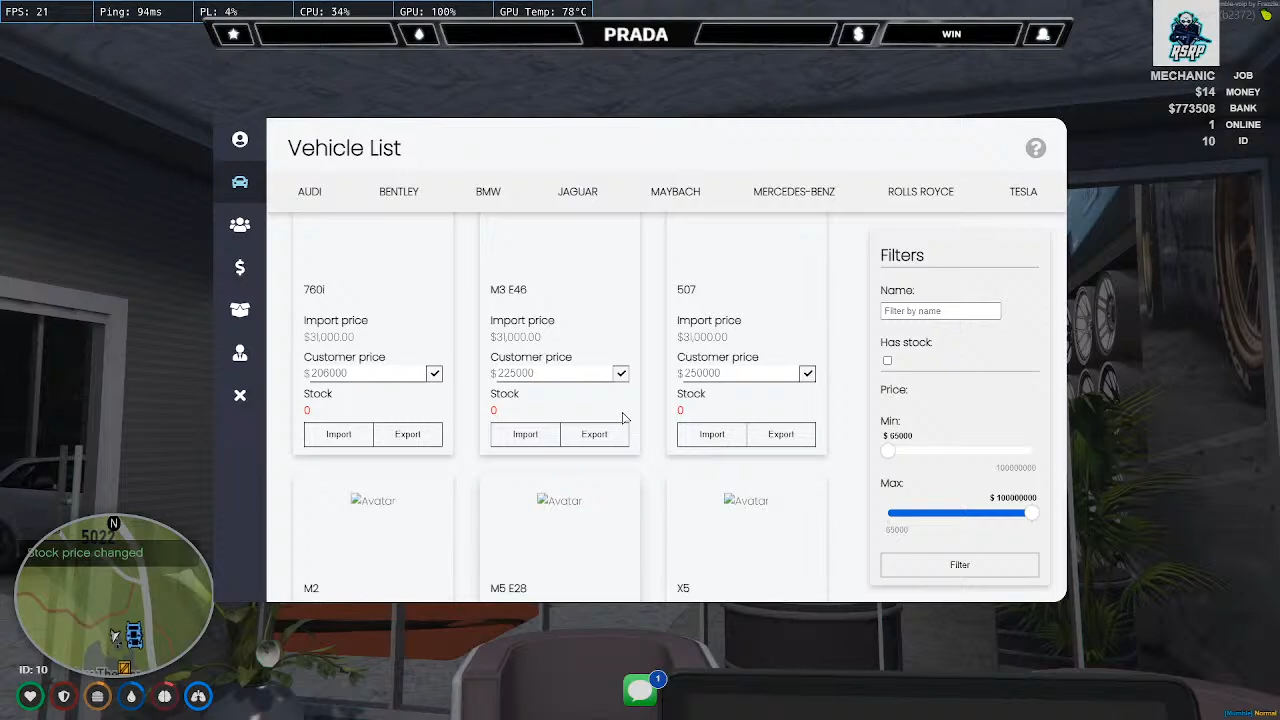 FPS: 21 Ping: 94ms PL: 4% CPU: 34% GPU: 100% GPU Temp: 78°C
PRADA
$
WIN
RSRP
MECHANIC JOB
$14 MONEY
$773508 BANK
1 ONLINE
10 ID
Vehicle List
?
AUDI BENTLEY BMW JAGUAR MAYBACH MERCEDES-BENZ ROLLS ROYCE TESLA
760i
Import price
$31,000.00
Customer price
$206000
Stock
0
Import Export
M3 E46
Import price
$31,000.00
Customer price
$225000
Stock
0
Import Export
507
Import price
$31,000.00
Customer price
$250000
Stock
0
Import Export
Avatar
M2
Avatar
M5 E28
Avatar
X5
Filters
Name:
Filter by name
Has stock:
Price:
Min:
$ 65000
100000000
Max:
$ 100000000
65000
Filter
N
5022
Stock price changed
ID: 10
1
[Mumble] Normal